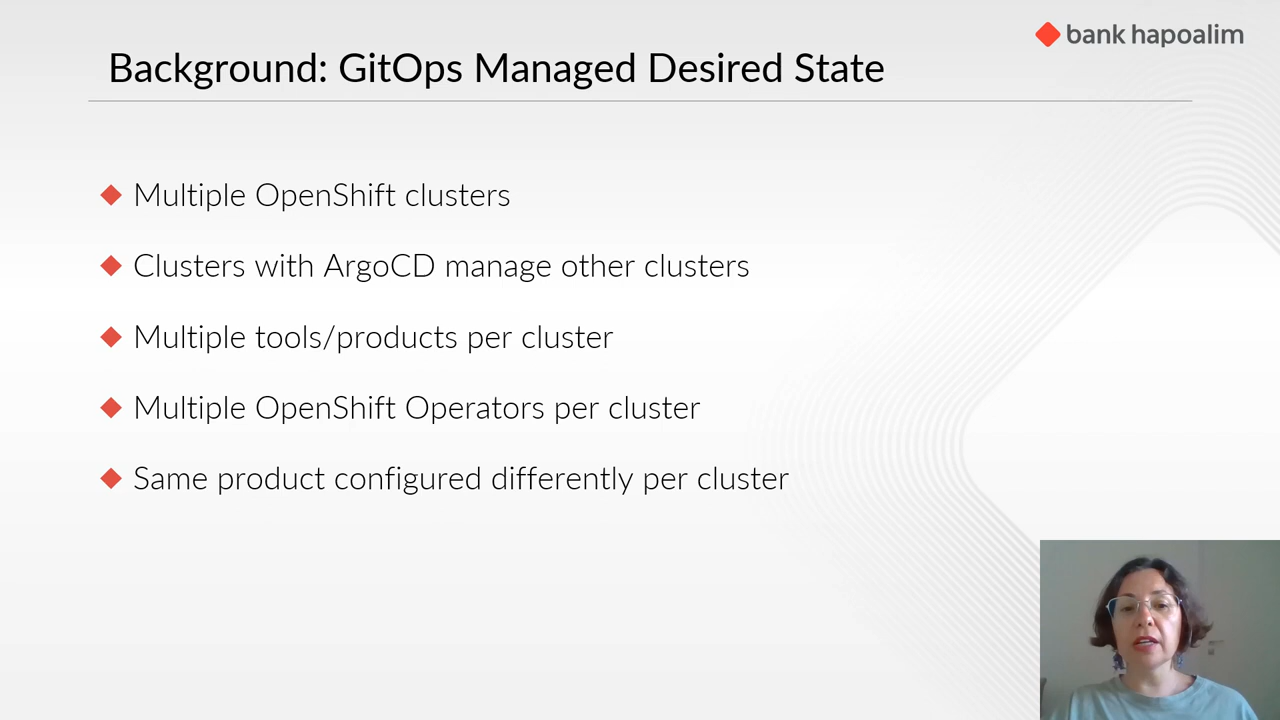 bank hapoalim
Background: GitOps Managed Desired State
Multiple OpenShift clusters
Clusters with ArgoCD manage other clusters
Multiple tools/products per cluster
Multiple OpenShift Operators per cluster
Same product configured differently per cluster